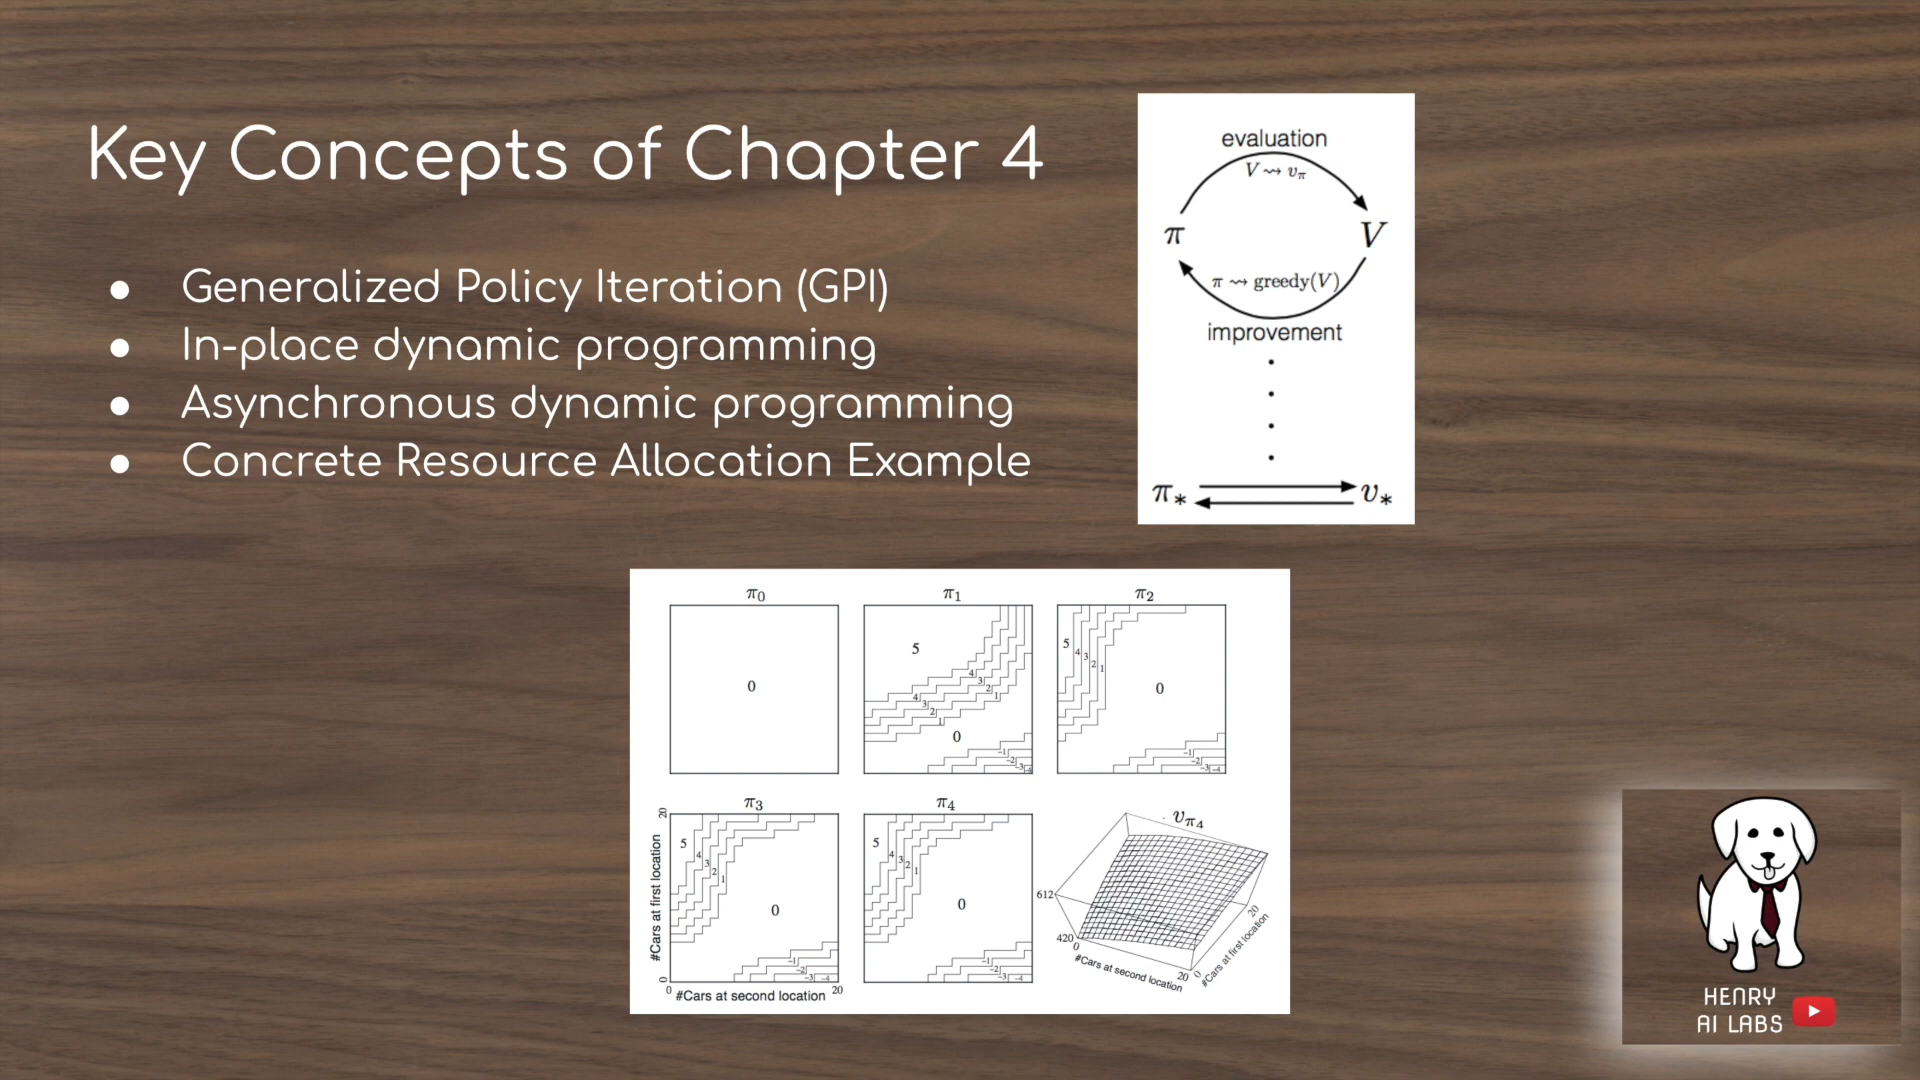 Key Concepts of Chapter 4
● Generalized Policy Iteration (GPI)
● In-place dynamic programming
● Asynchronous dynamic programming
● Concrete Resource Allocation Example
evaluation
V ⇝ v_π
π V
π ⇝ greedy(V)
improvement
π* v*
π0 π1 π2
0
5
4
3
2
1
4
3
2
1
0
-1
-2
-3
-4
5
4
3
2
1
0
-1
-2
-3
-4
π3 π4 vπ4
20
#Cars at first location
0
5
4
3
2
1
0
-1
-2
-3
-4
0 20
#Cars at second location
5
4
3
2
1
0
-1
-2
-3
-4
612
420
0
#Cars at second location
20
0
#Cars at first location
20
HENRY
AI LABS